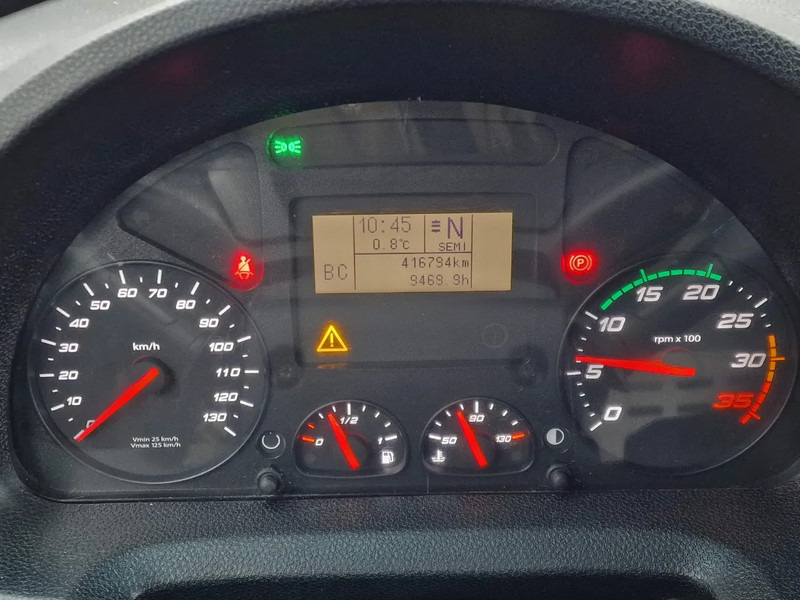 10:45 N
0.8°C SEMI
BC
416794km
9469.9h
0 10 20 30 40 50 60 70 80 90 100 110 120 130
km/h
Vmin 25 km/h
Vmax 125 km/h
0 1/2 1
50 90 130
P
0 5 10 15 20 25 30 35
rpm x 100